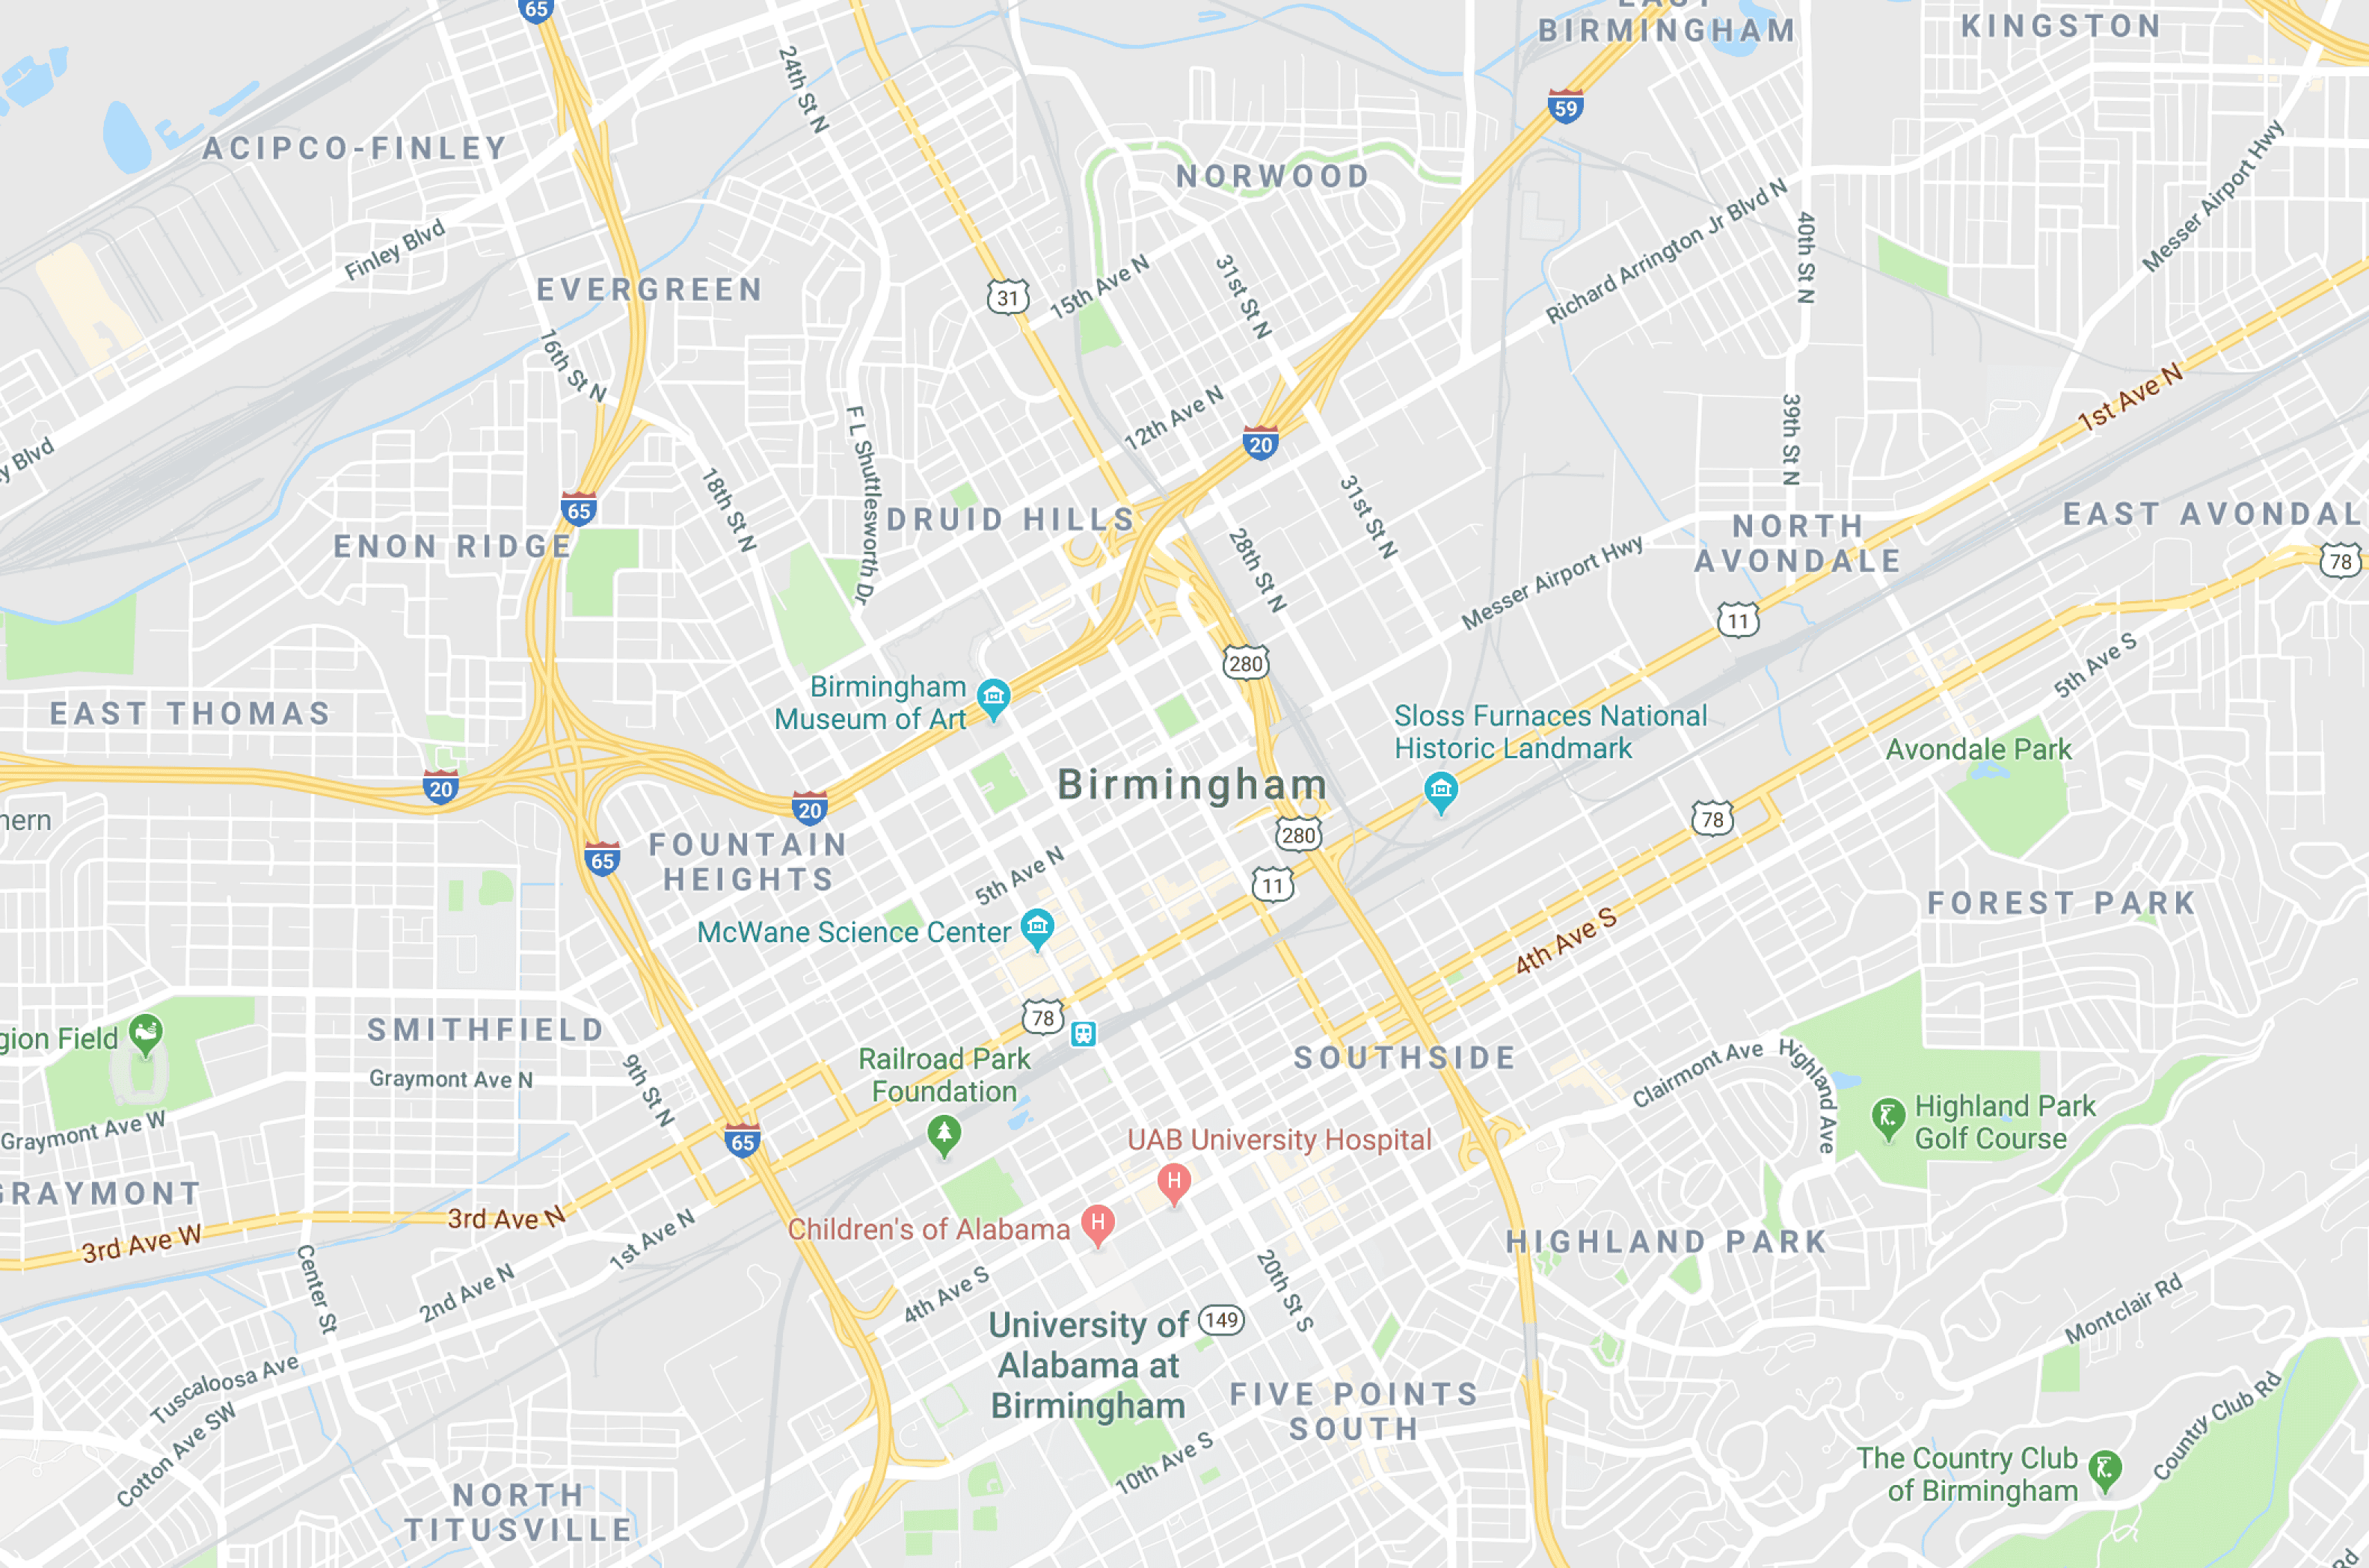 65
EAST
BIRMINGHAM
KINGSTON
24th St N
59
ACIPCO-FINLEY
NORWOOD
Messer Airport Hwy
Finley Blvd
Richard Arrington Jr Blvd N
40th St N
EVERGREEN
31
15th Ave N
31st St N
16th St N
12th Ave N
1st Ave N
y Blvd
F L Shuttlesworth Dr
39th St N
20
65
18th St N
31st St N
DRUID HILLS
ENON RIDGE
28th St N
Messer Airport Hwy
NORTH
AVONDALE
EAST AVONDAL
78
11
5th Ave S
280
EAST THOMAS
Birmingham
Museum of Art
Sloss Furnaces National
Historic Landmark
Avondale Park
20
20
Birmingham
hern
280
78
65
FOUNTAIN
HEIGHTS
5th Ave N
11
FOREST PARK
McWane Science Center
4th Ave S
gion Field
SMITHFIELD
78
Railroad Park
Foundation
SOUTHSIDE
Clairmont Ave
Highland Ave
Graymont Ave N
9th St N
Graymont Ave W
65
UAB University Hospital
H
Highland Park
Golf Course
GRAYMONT
3rd Ave W
3rd Ave N
1st Ave N
Children's of Alabama
H
HIGHLAND PARK
Center St
2nd Ave N
4th Ave S
20th St S
Montclair Rd
University of
Alabama at
Birmingham
149
Tuscaloosa Ave
Cotton Ave SW
FIVE POINTS
SOUTH
10th Ave S
Country Club Rd
The Country Club
of Birmingham
NORTH
TITUSVILLE
Rd